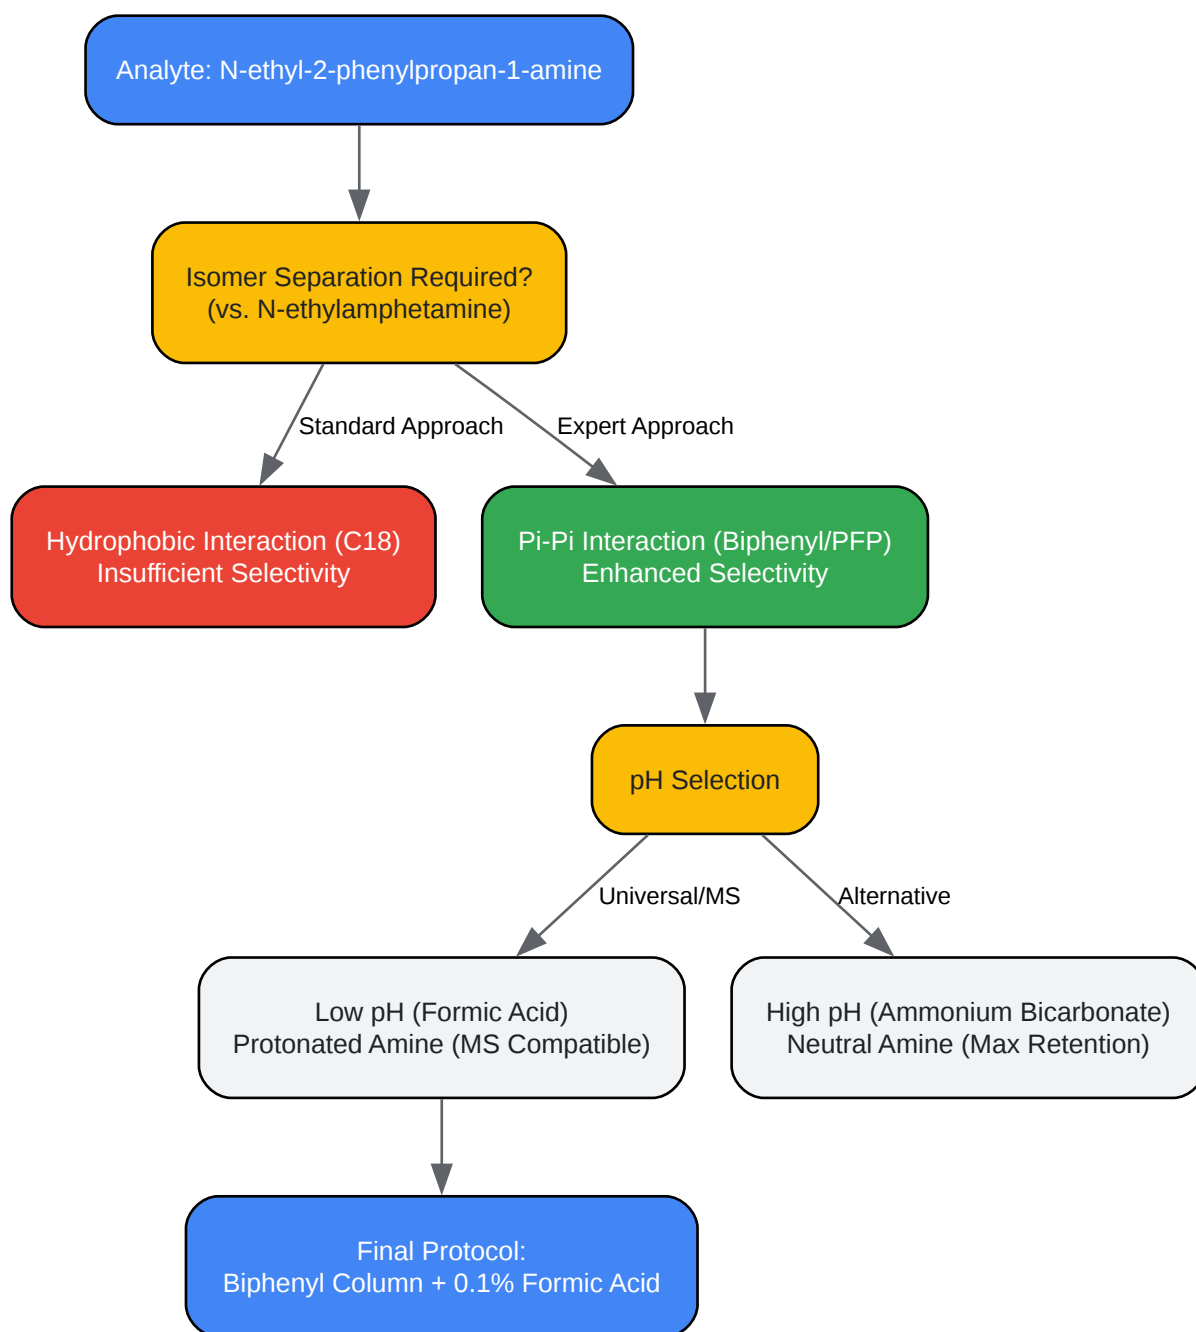 Analyte: N-ethyl-2-phenylpropan-1-amine
Isomer Separation Required?
(vs. N-ethylamphetamine)
Standard Approach
Expert Approach
Hydrophobic Interaction (C18)
Insufficient Selectivity
Pi-Pi Interaction (Biphenyl/PFP)
Enhanced Selectivity
pH Selection
Universal/MS
Alternative
Low pH (Formic Acid)
Protonated Amine (MS Compatible)
High pH (Ammonium Bicarbonate)
Neutral Amine (Max Retention)
Final Protocol:
Biphenyl Column + 0.1% Formic Acid